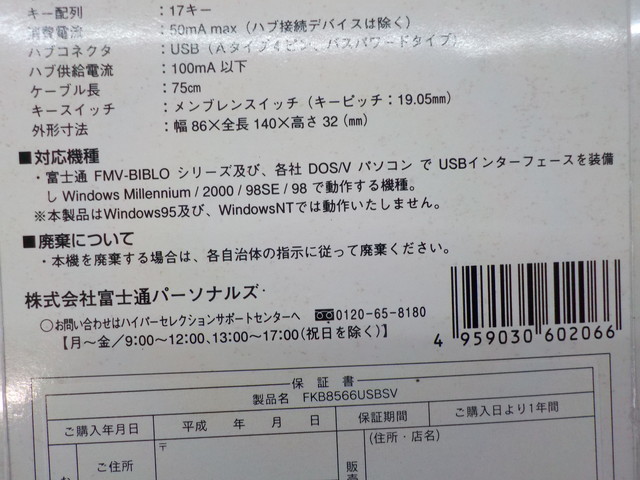 キー配列 ：17キー
消費電流 ：50mA max（ハブ接続デバイスは除く）
ハブコネクタ ：USB（Aタイプ4ピン、バスパワードタイプ）
ハブ供給電流 ：100mA 以下
ケーブル長 ：75㎝
キースイッチ ：メンブレンスイッチ（キーピッチ：19.05㎜）
外形寸法 ：幅 86×全長 140×高さ 32（㎜）
■対応機種
・富士通 FMV-BIBLO シリーズ及び、各社 DOS/V パソコン で USBインターフェースを装備
し Windows Millennium / 2000 / 98SE / 98 で動作する機種。
※本製品はWindows95及び、WindowsNTでは動作いたしません。
■廃棄について
・本機を廃棄する場合は、各自治体の指示に従って廃棄ください。
株式会社富士通パーソナルズ
○お問い合わせはハイパーセレクションサポートセンターへ 0120-65-8180
【月〜金／9:00〜12:00、13:00〜17:00（祝日を除く）】
4 959030 602066
保証書
製品名 FKB8566USBSV
ご購入年月日 平成 年 月 日 保証期間 ご購入日より1年間
ご住所 〒 販売 （住所・店名）